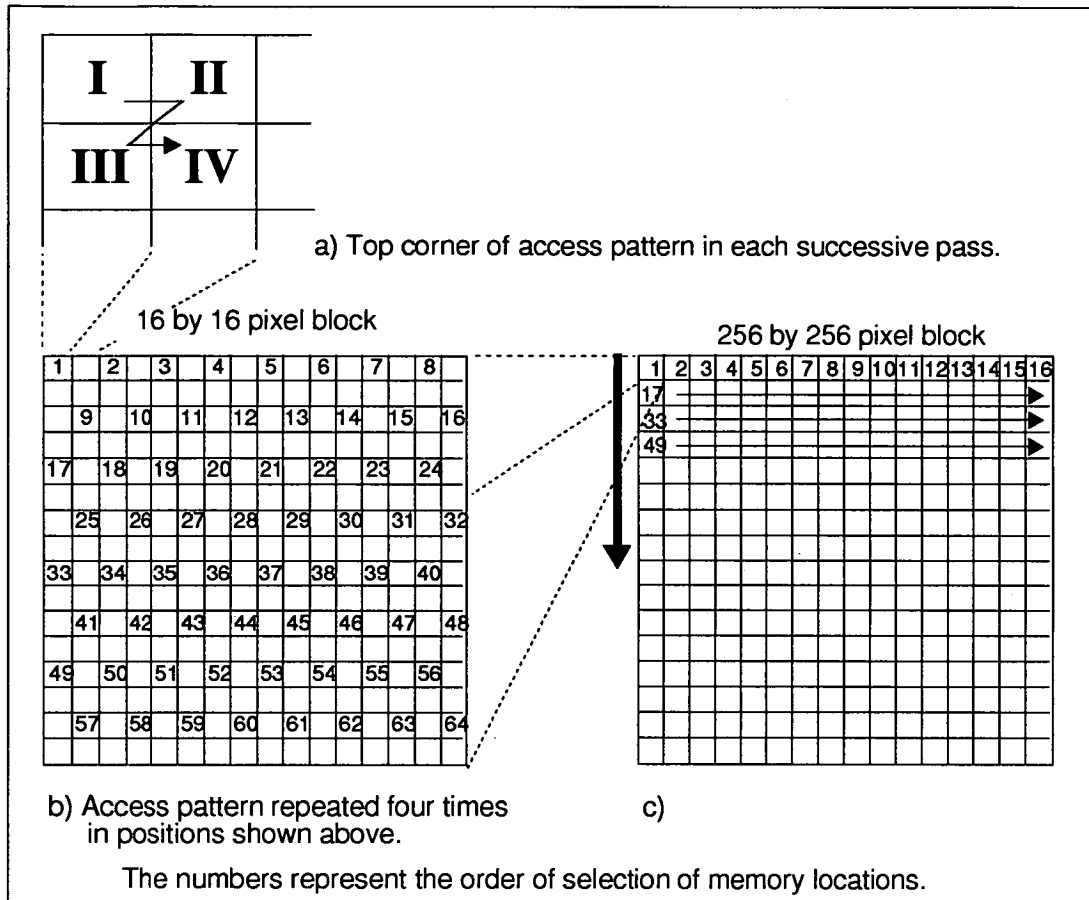 I II
III IV
a) Top corner of access pattern in each successive pass.
16 by 16 pixel block
1 2 3 4 5 6 7 8
9 10 11 12 13 14 15 16
17 18 19 20 21 22 23 24
25 26 27 28 29 30 31 32
33 34 35 36 37 38 39 40
41 42 43 44 45 46 47 48
49 50 51 52 53 54 55 56
57 58 59 60 61 62 63 64
256 by 256 pixel block
1 2 3 4 5 6 7 8 9 10 11 12 13 14 15 16
17
33
49
b) Access pattern repeated four times
in positions shown above.
c)
The numbers represent the order of selection of memory locations.